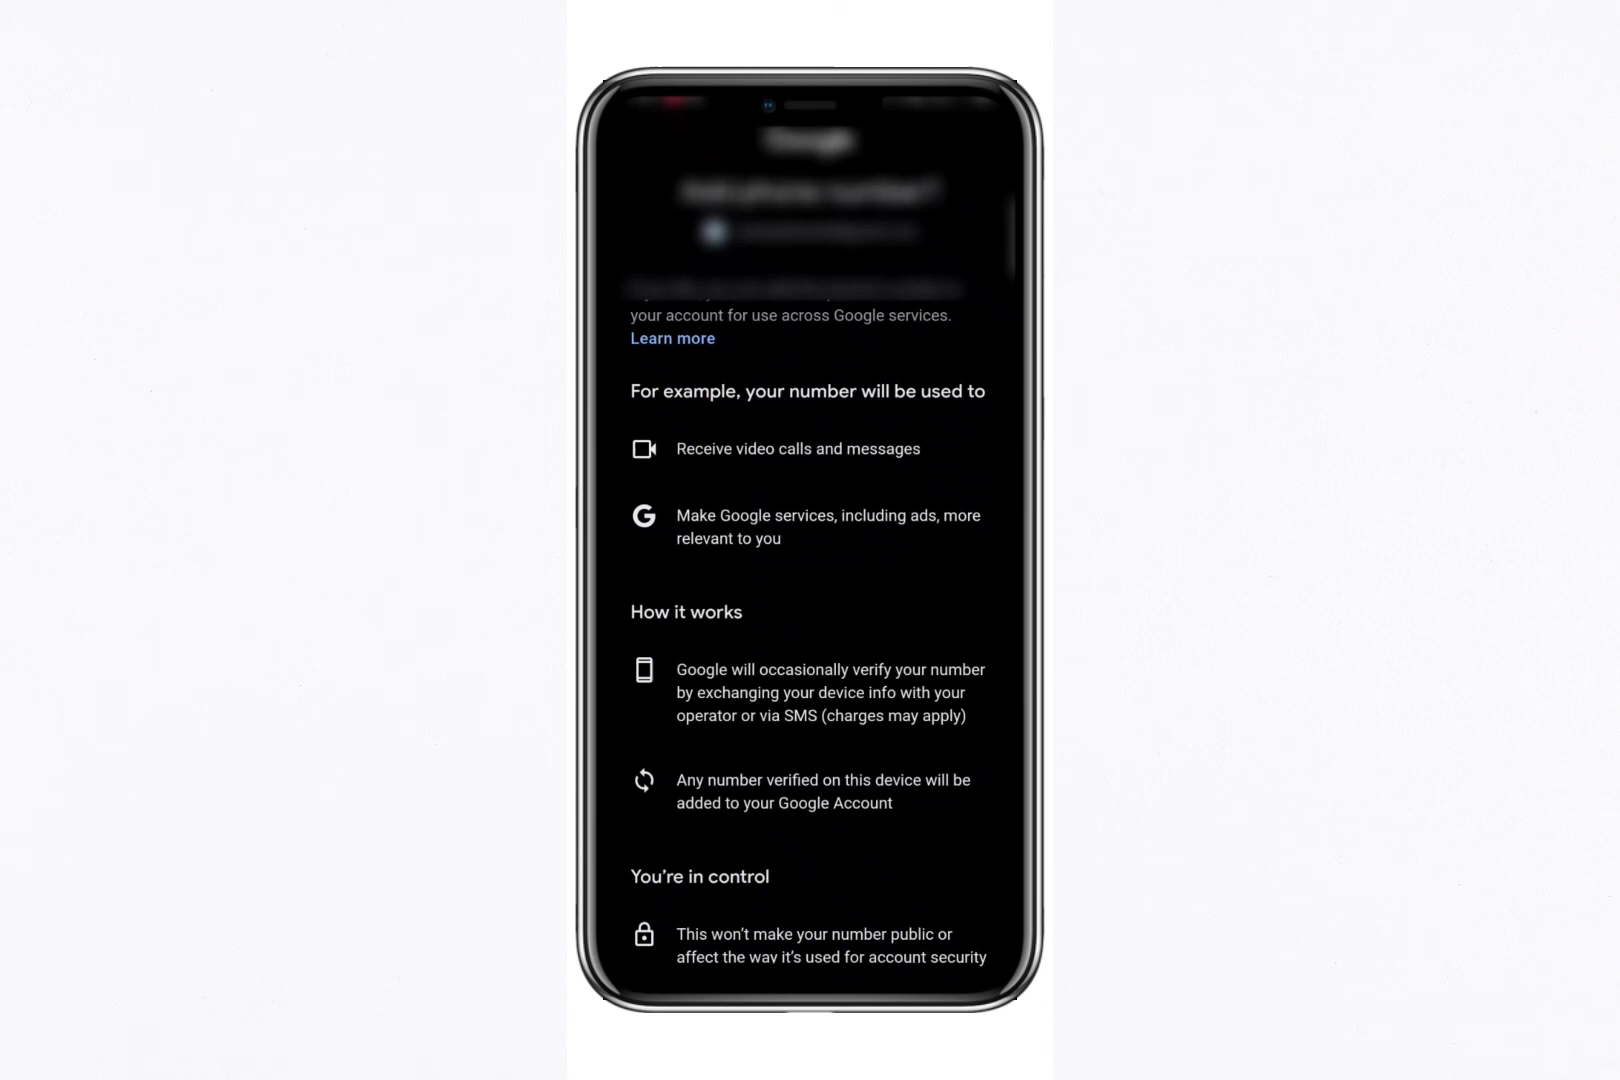 Google
Add phone number?
your account for use across Google services.
Learn more
For example, your number will be used to
Receive video calls and messages
Make Google services, including ads, more
relevant to you
How it works
Google will occasionally verify your number
by exchanging your device info with your
operator or via SMS (charges may apply)
Any number verified on this device will be
added to your Google Account
You’re in control
This won’t make your number public or
affect the way it’s used for account security